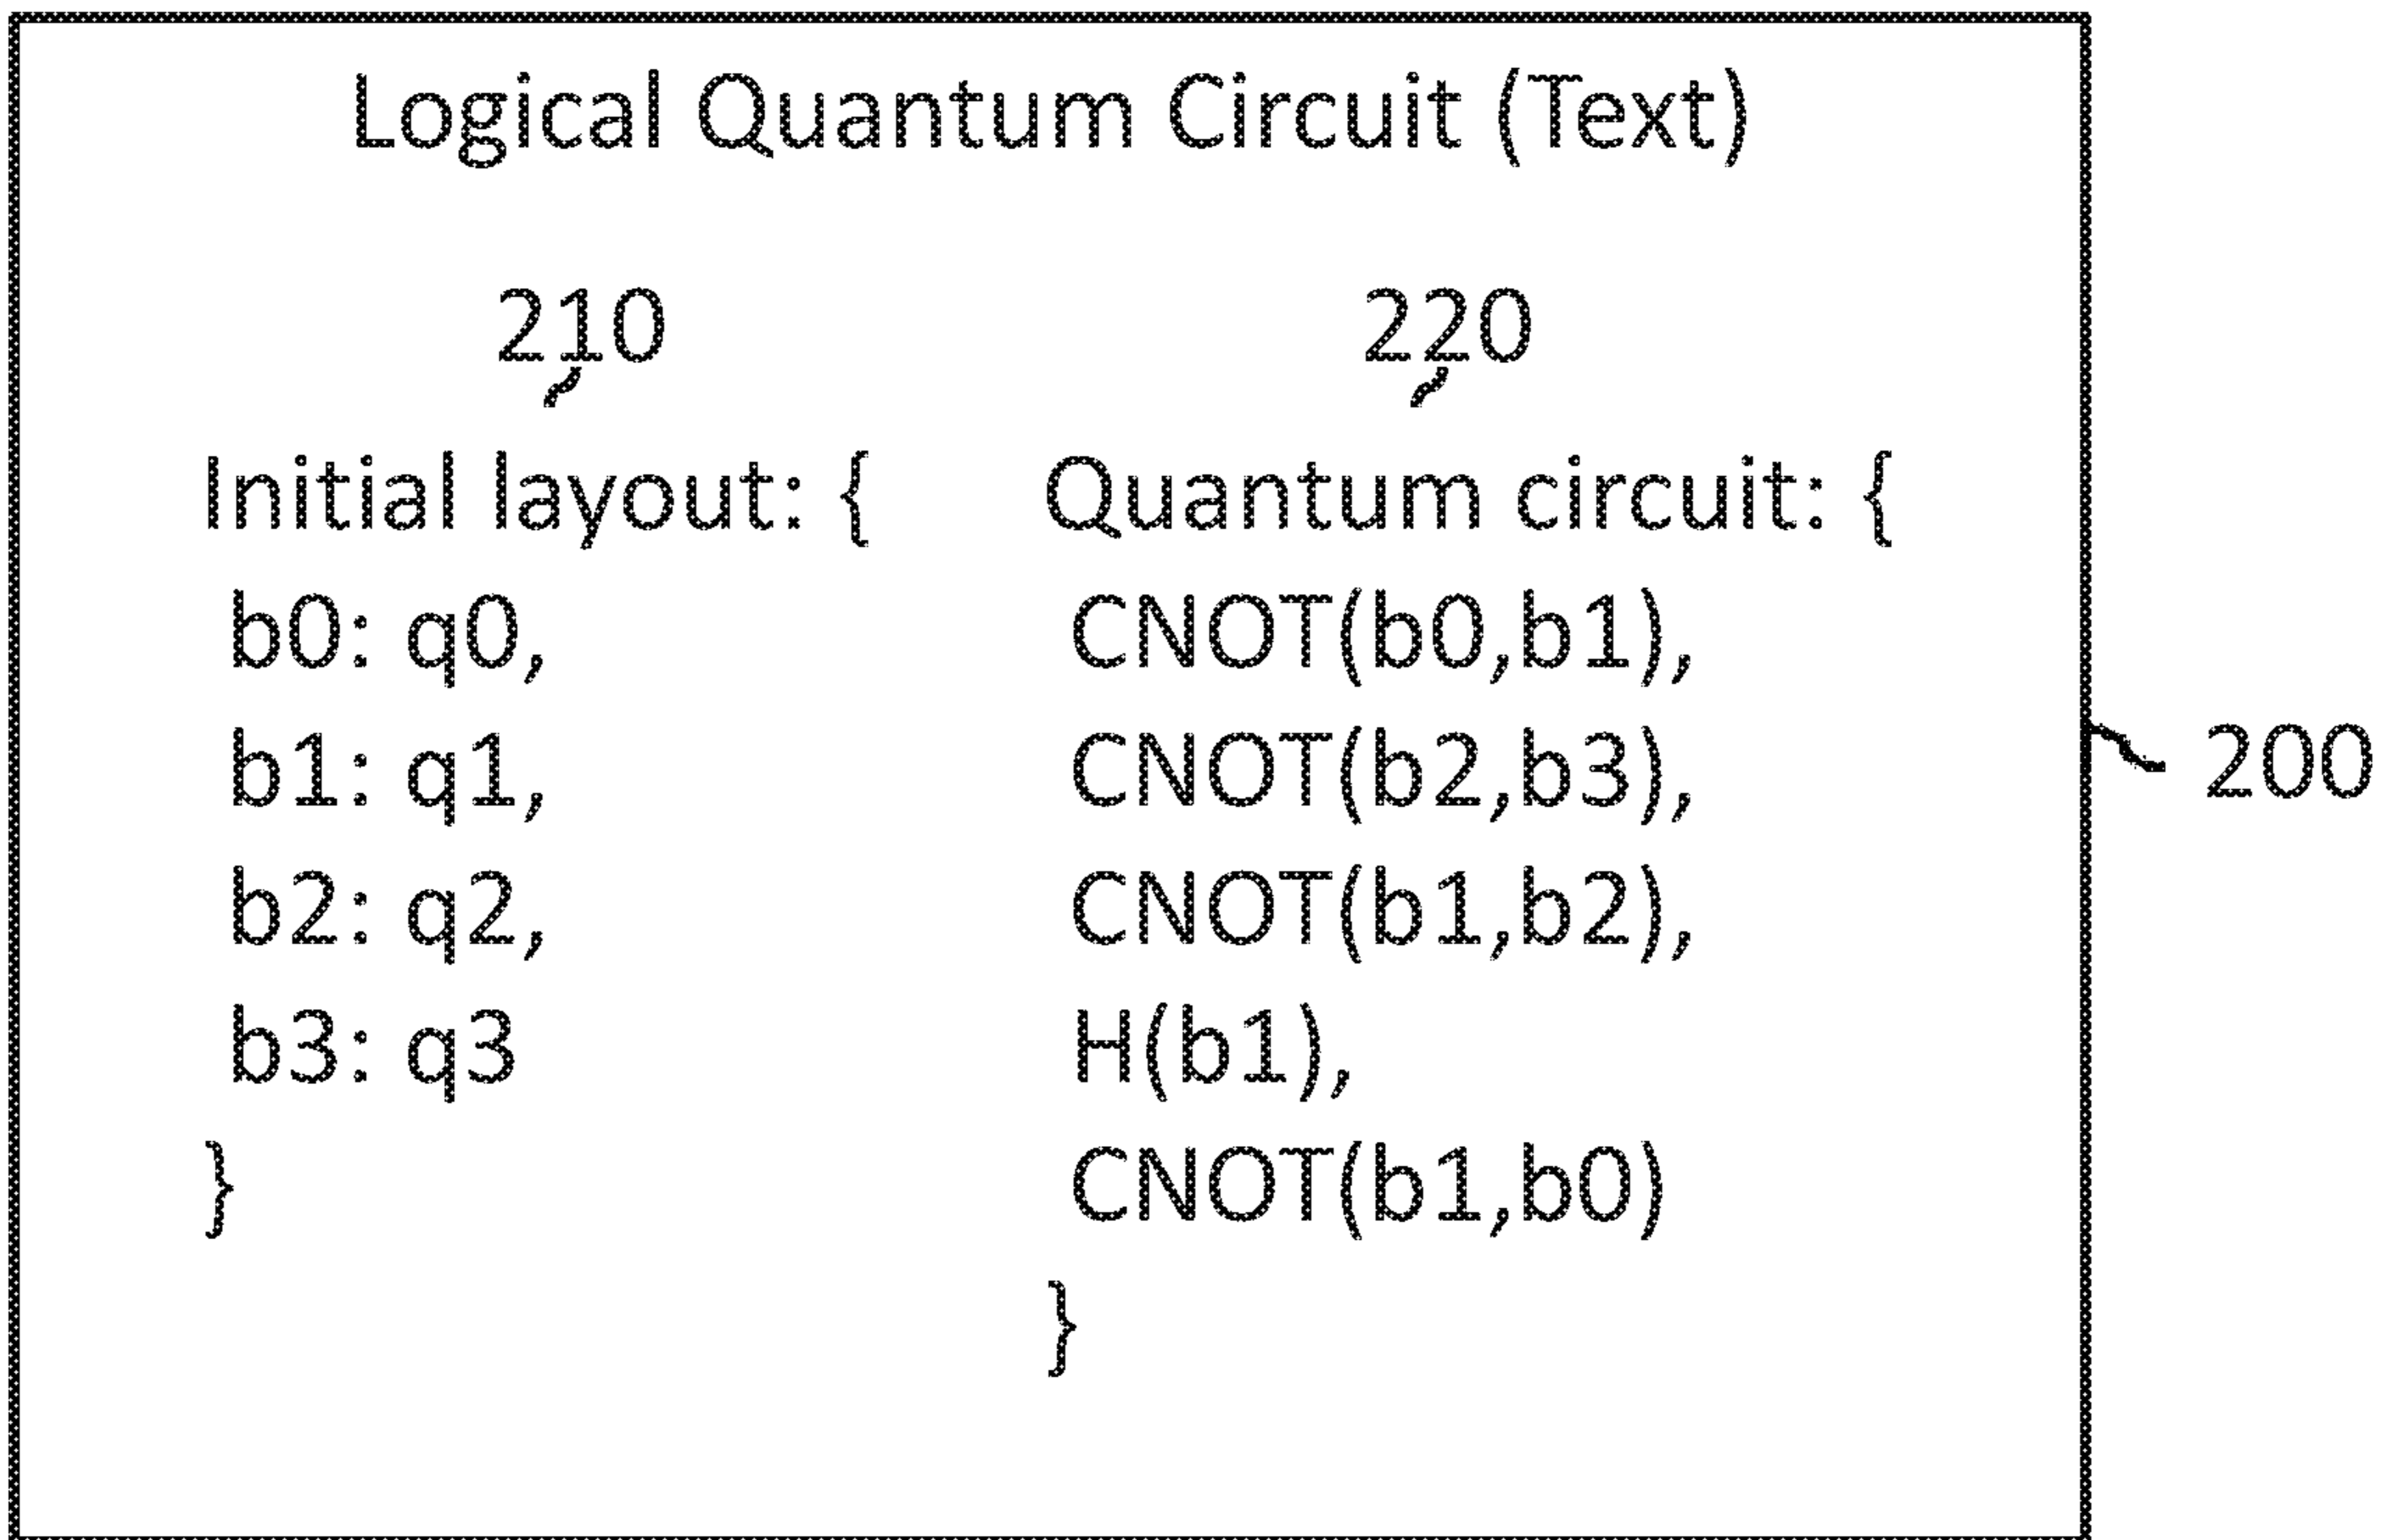 Logical Quantum Circuit (Text)
210
Initial layout: {
b0: q0,
b1: q1,
b2: q2,
b3: q3
}
220
Quantum circuit: {
CNOT(b0,b1),
CNOT(b2,b3),
CNOT(b1,b2),
H(b1),
CNOT(b1,b0)
}
200